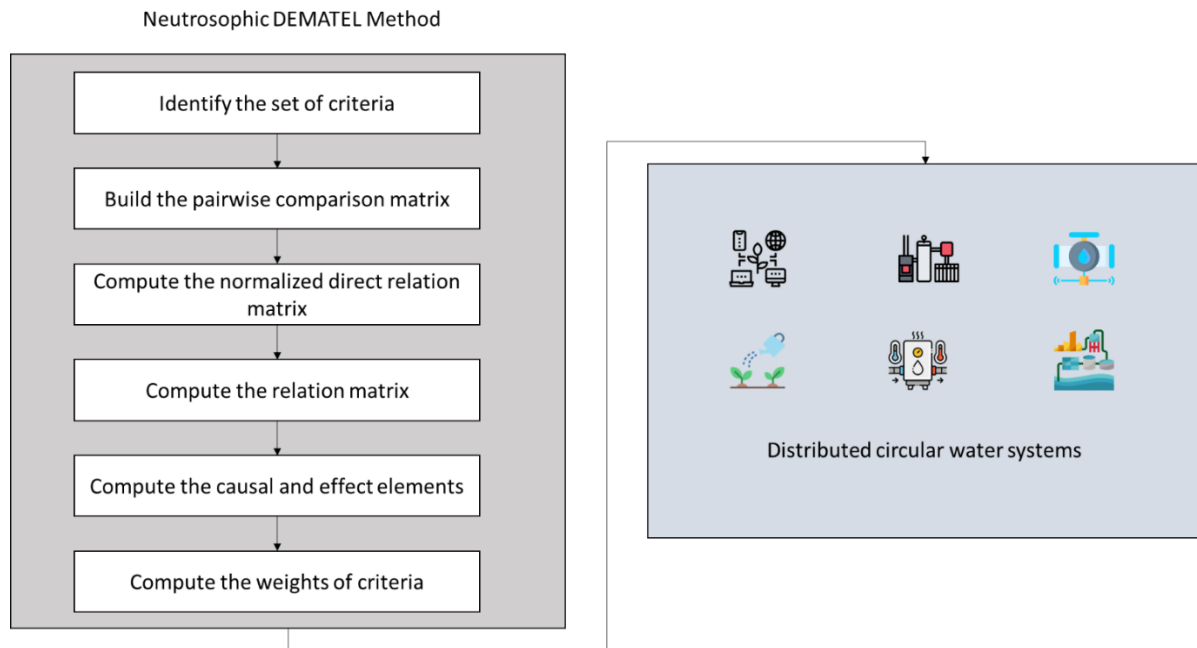 Neutrosophic DEMATEL Method
Identify the set of criteria
Build the pairwise comparison matrix
Compute the normalized direct relation
matrix
Compute the relation matrix
Compute the causal and effect elements
Compute the weights of criteria
Distributed circular water systems